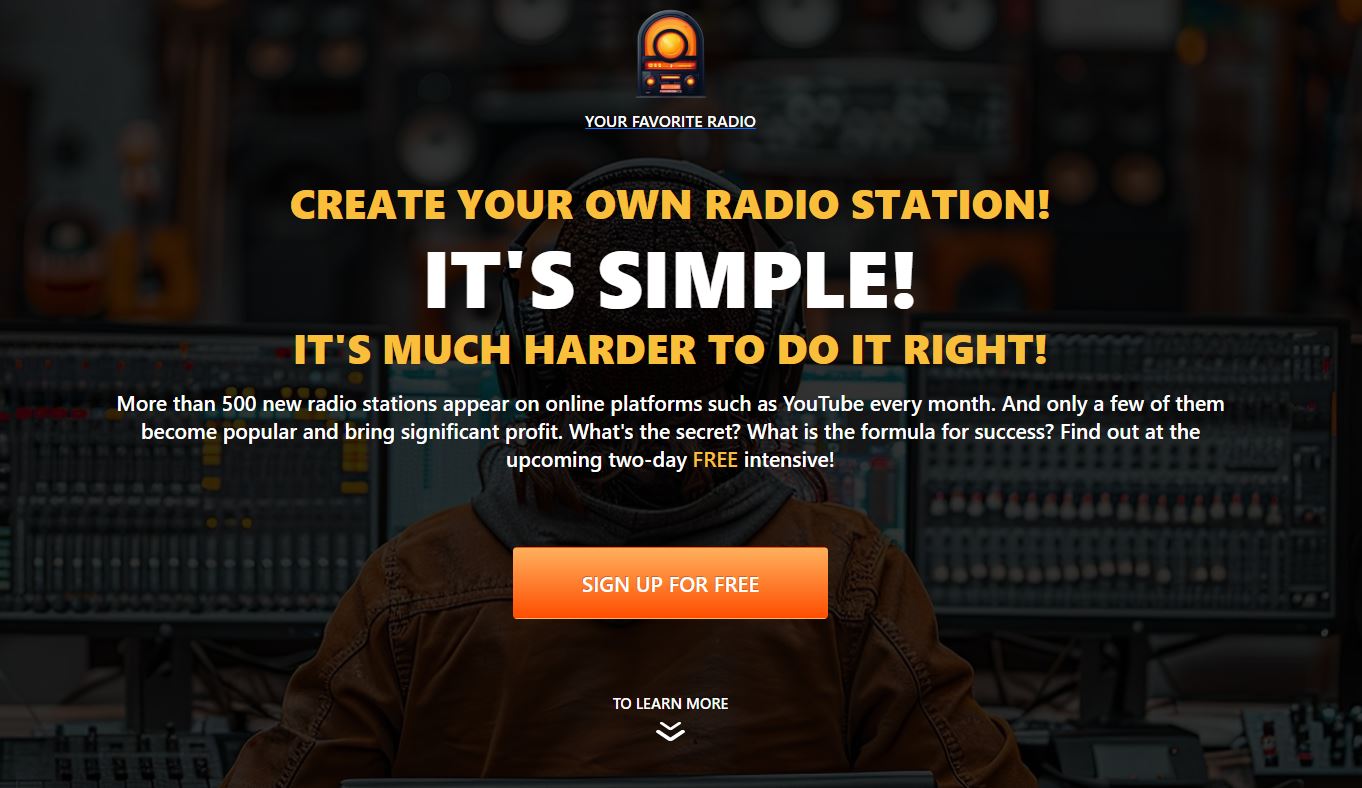 YOUR FAVORITE RADIO
CREATE YOUR OWN RADIO STATION!
IT'S SIMPLE!
IT'S MUCH HARDER TO DO IT RIGHT!
More than 500 new radio stations appear on online platforms such as YouTube every month. And only a few of them
become popular and bring significant profit. What's the secret? What is the formula for success? Find out at the
upcoming two-day FREE intensive!
SIGN UP FOR FREE
TO LEARN MORE